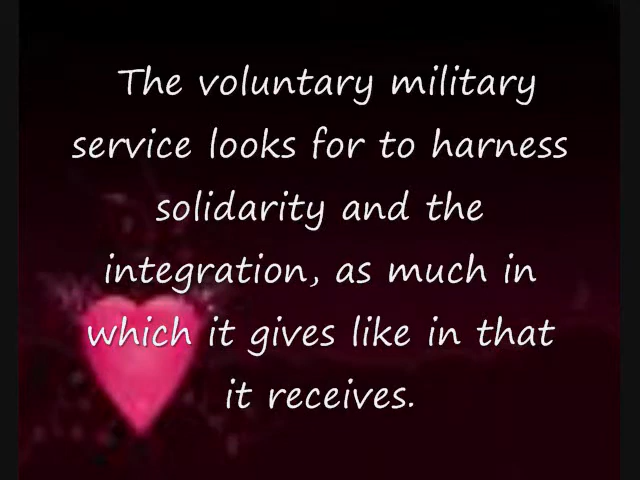 The voluntary military
service looks for to harness
solidarity and the
integration, as much in
which it gives like in that
it receives.